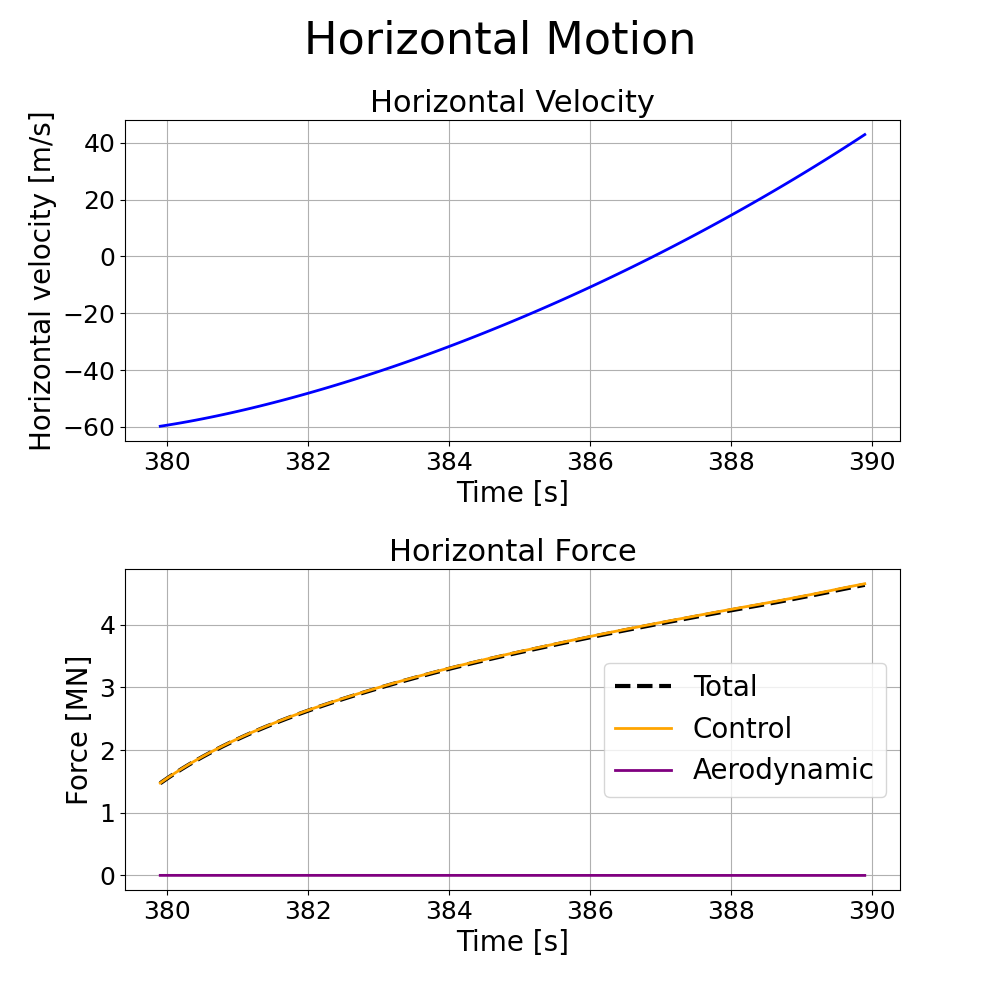 Horizontal Motion
Horizontal Velocity
Horizontal velocity [m/s]
40
20
0
−20
−40
−60
380 382 384 386 388 390
Time [s]
Horizontal Force
Force [MN]
4
3
2
1
0
Total
Control
Aerodynamic
380 382 384 386 388 390
Time [s]